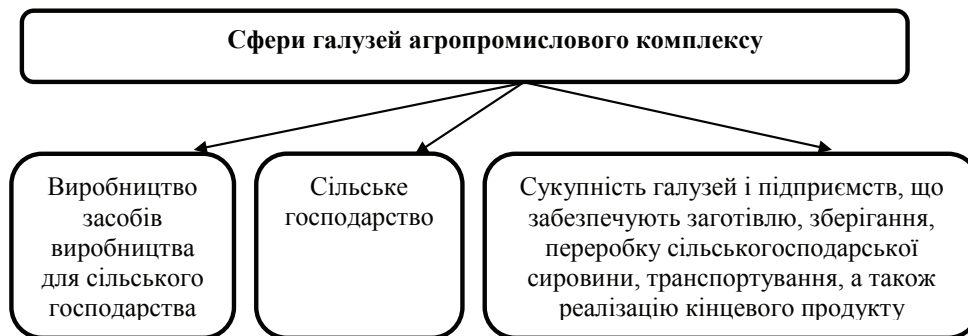 Сфери галузей агропромислового комплексу
Виробництво
засобів
виробництва
для сільського
господарства
Сільське
господарство
Сукупність галузей і підприємств, що
забезпечують заготівлю, зберігання,
переробку сільськогосподарської
сировини, транспортування, а також
реалізацію кінцевого продукту